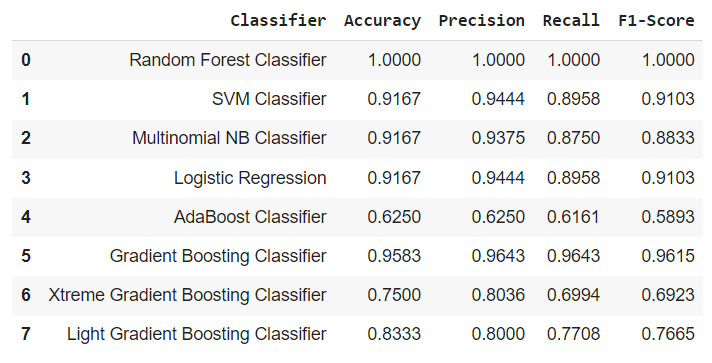 Classifier Accuracy Precision Recall F1-Score
0 Random Forest Classifier 1.0000 1.0000 1.0000 1.0000
1 SVM Classifier 0.9167 0.9444 0.8958 0.9103
2 Multinomial NB Classifier 0.9167 0.9375 0.8750 0.8833
3 Logistic Regression 0.9167 0.9444 0.8958 0.9103
4 AdaBoost Classifier 0.6250 0.6250 0.6161 0.5893
5 Gradient Boosting Classifier 0.9583 0.9643 0.9643 0.9615
6 Xtreme Gradient Boosting Classifier 0.7500 0.8036 0.6994 0.6923
7 Light Gradient Boosting Classifier 0.8333 0.8000 0.7708 0.7665